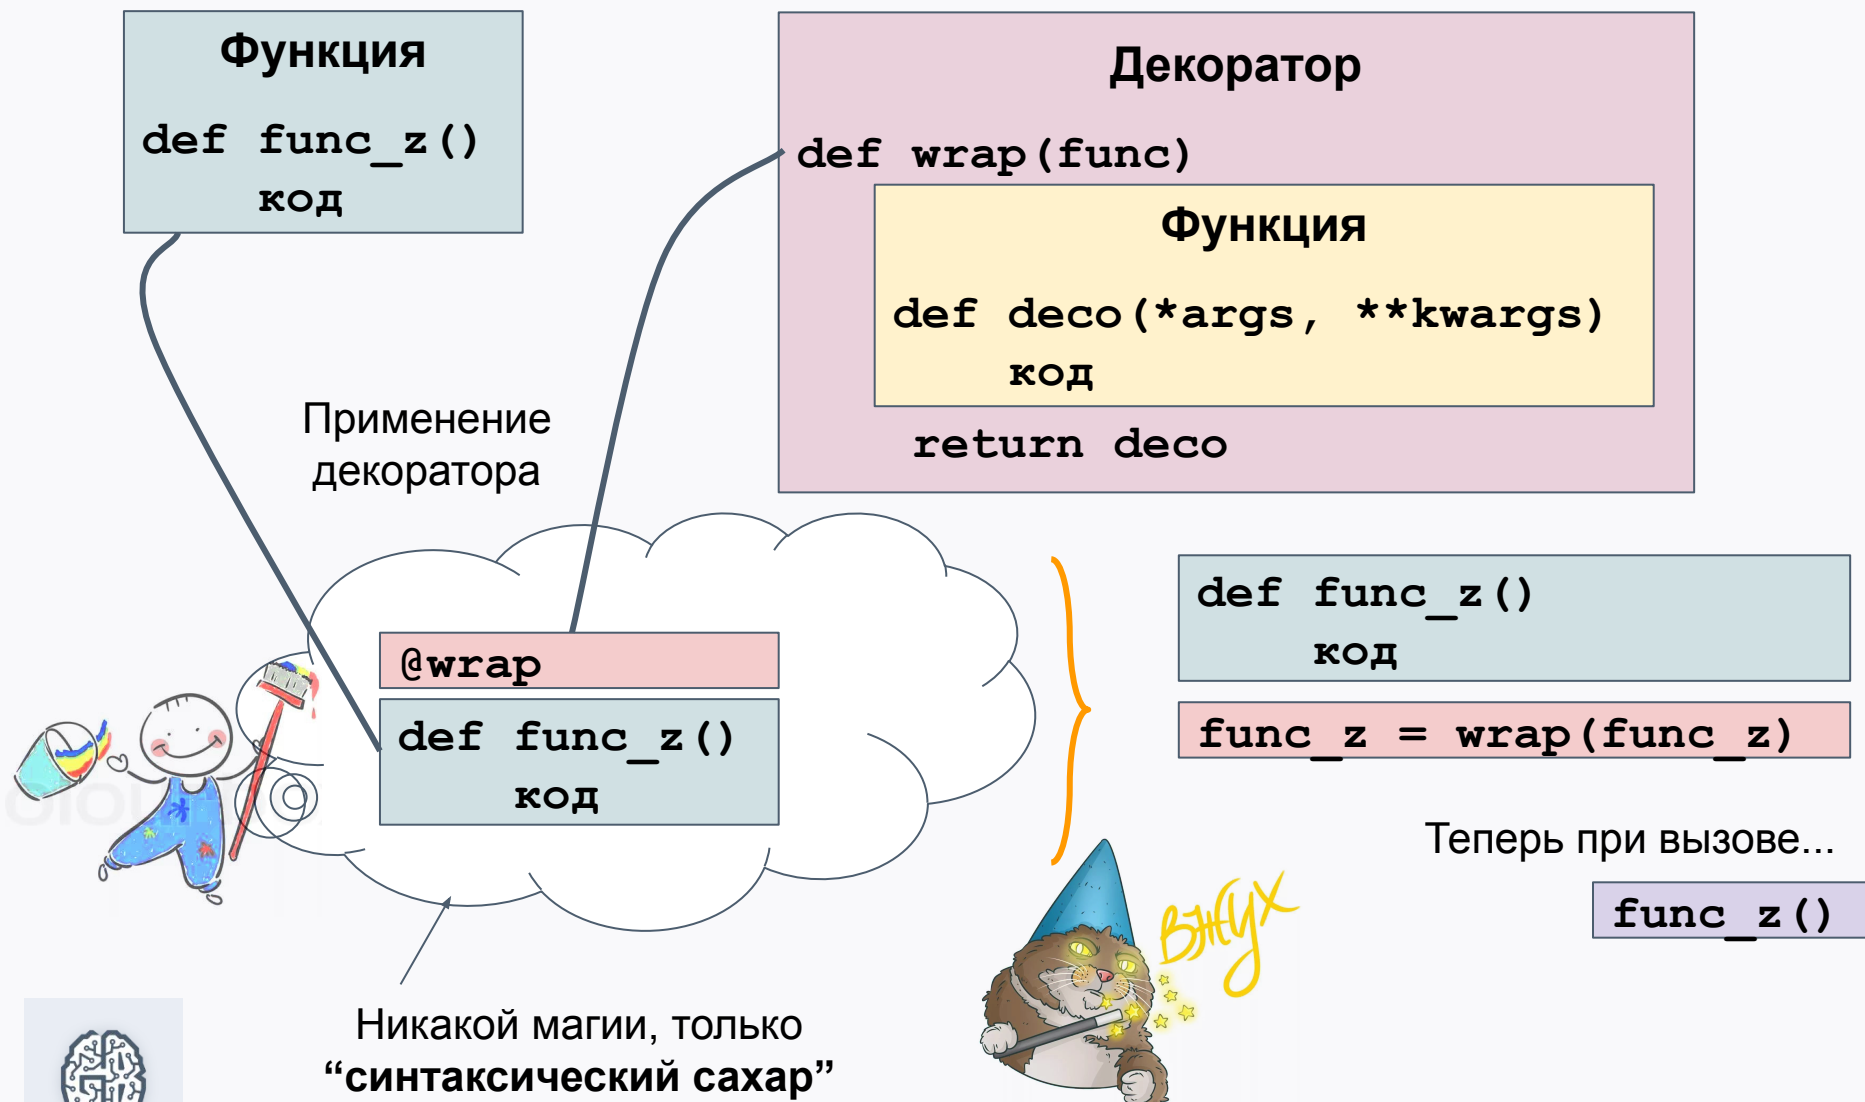 Функция
def func_z()
код
Декоратор
def wrap(func)
Функция
def deco(*args, **kwargs)
код
return deco
Применение
декоратора
@wrap
def func_z()
код
def func_z()
код
func_z = wrap(func_z)
Теперь при вызове...
func_z()
ВЖУХ
Никакой магии, только
“синтаксический сахар”